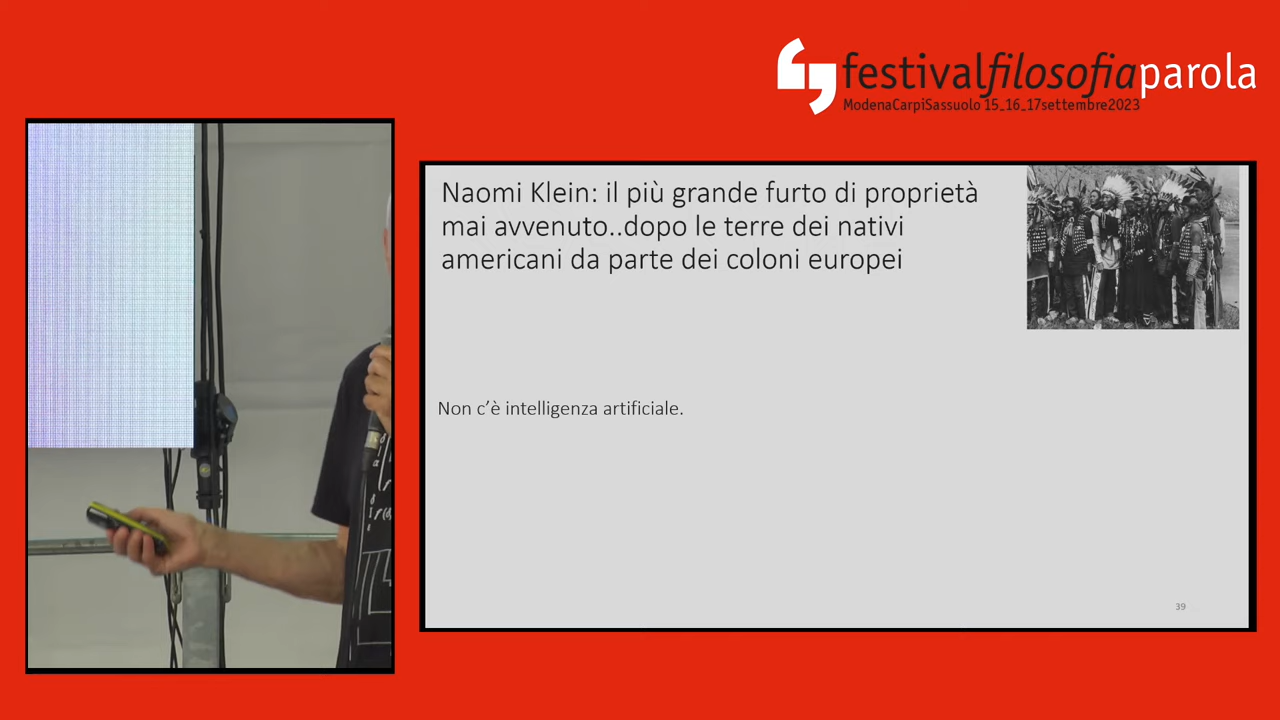 festivalfilosofiaparola
ModenaCarpiSassuolo 15_16_17settembre2023
Naomi Klein: il più grande furto di proprietà
mai avvenuto..dopo le terre dei nativi
americani da parte dei coloni europei
Non c’è intelligenza artificiale.
39